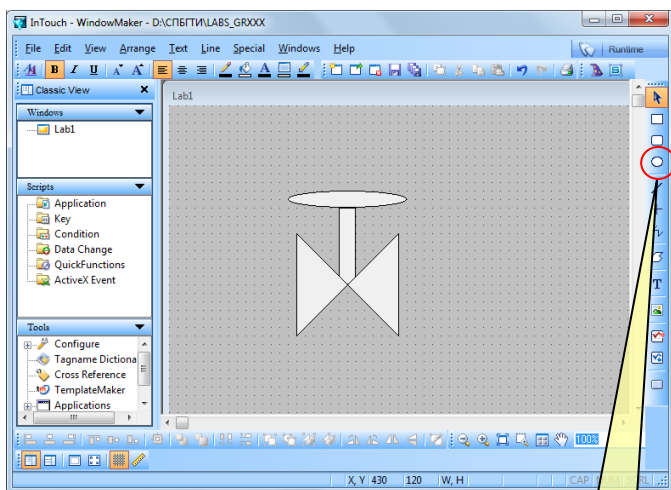 InTouch - WindowMaker - D:\СПБГТИ\LABS_GRXXX
File Edit View Arrange Text Line Special Windows Help
Runtime
Classic View
Lab1
Windows
Lab1
Scripts
Application
Key
Condition
Data Change
QuickFunctions
ActiveX Event
Tools
Configure
Tagname Dictiona
Cross Reference
TemplateMaker
Applications
100%
X, Y 430 120 W, H
CAP